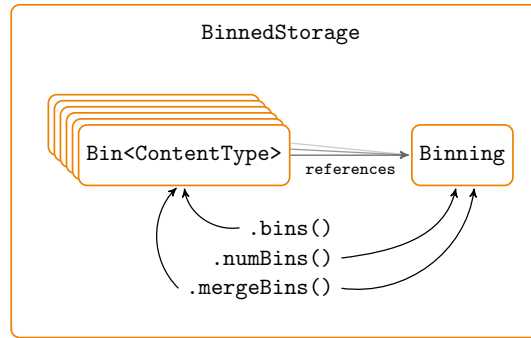 BinnedStorage
Bin<ContentType>
Binning
references
.bins()
.numBins()
.mergeBins()